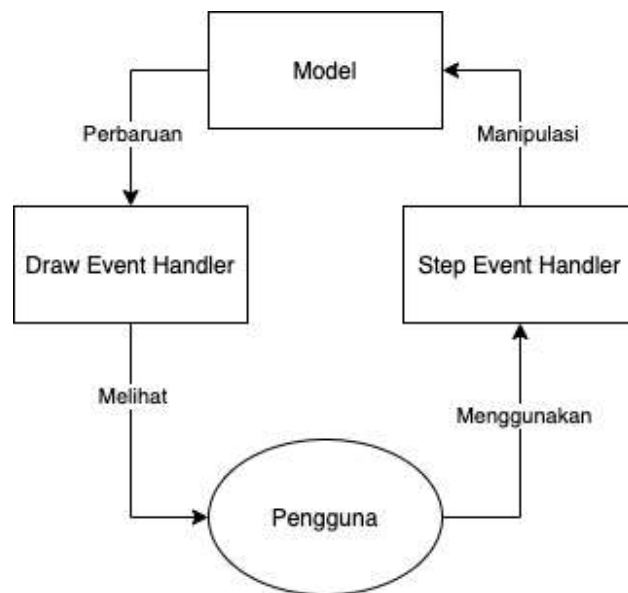 Model
Perbaruan
Manipulasi
Draw Event Handler
Step Event Handler
Melihat
Menggunakan
Pengguna